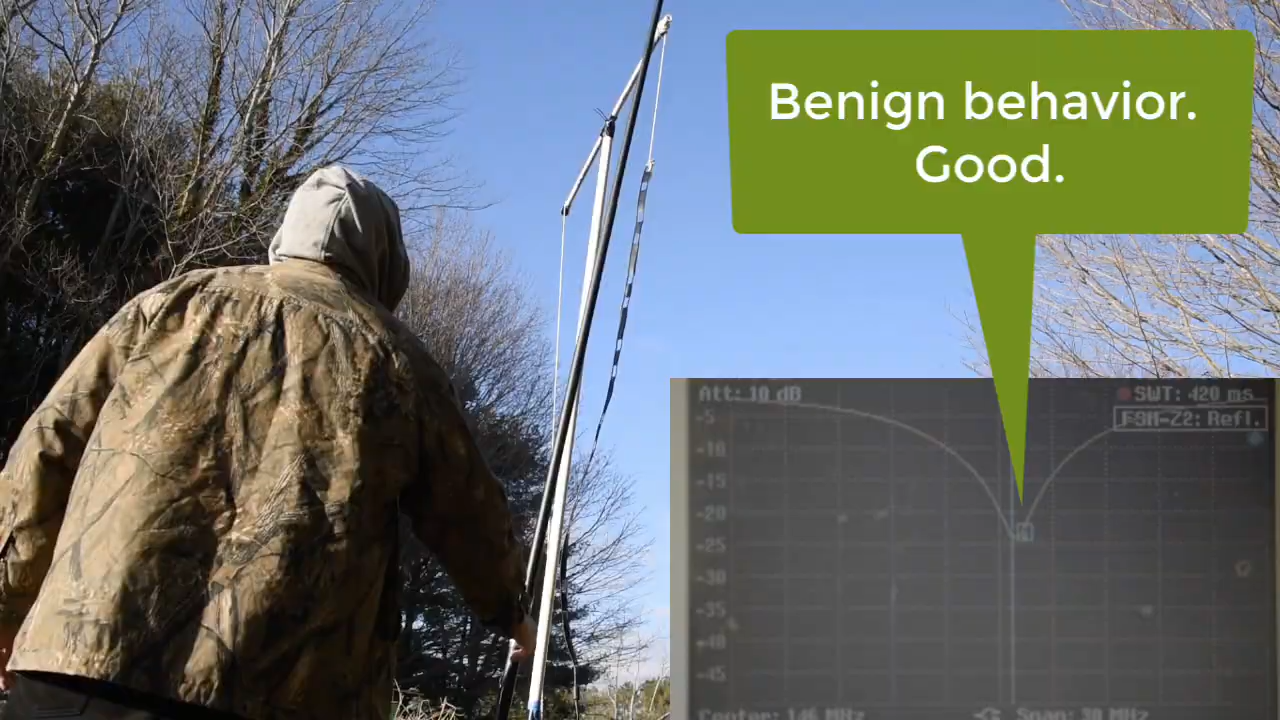 Benign behavior.
Good.
Att: 10 dB
SWT: 420 ms
FSM-Z2: Refl.
-5
-10
-15
-20
-25
-30
-35
-40
-45
Center: 146 MHz
Span: 30 MHz